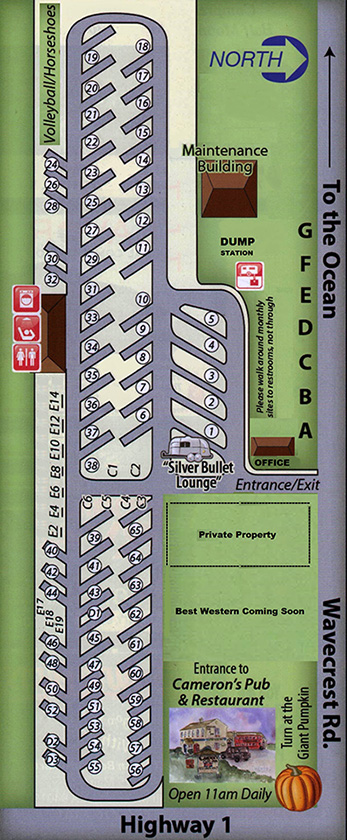 Volleyball/Horseshoes
NORTH
Maintenance
Building
DUMP
STATION
To the Ocean
G
F
E
D
C
B
A
Please walk around monthly
sites to restrooms, not through
OFFICE
Entrance/Exit
"Silver Bullet
Lounge"
18
19
17
20
16
21
15
22
14
23
13
25
12
27
11
29
31
10
33
9
34
8
35
7
36
6
37
38
C1
C2
5
4
3
2
1
24
26
28
30
32
E14
E12
E10
E8
E6
E4
E2
40
42
44
E17
E18
E19
46
48
50
52
D2
D3
C6
C5
C4
C3
39
65
41
64
43
63
D1
62
45
61
47
60
49
59
51
58
53
57
54
55
56
Private Property
Best Western Coming Soon
Wavecrest Rd.
Entrance to
Cameron's Pub
& Restaurant
Turn at the
Giant Pumpkin
Open 11am Daily
Highway 1